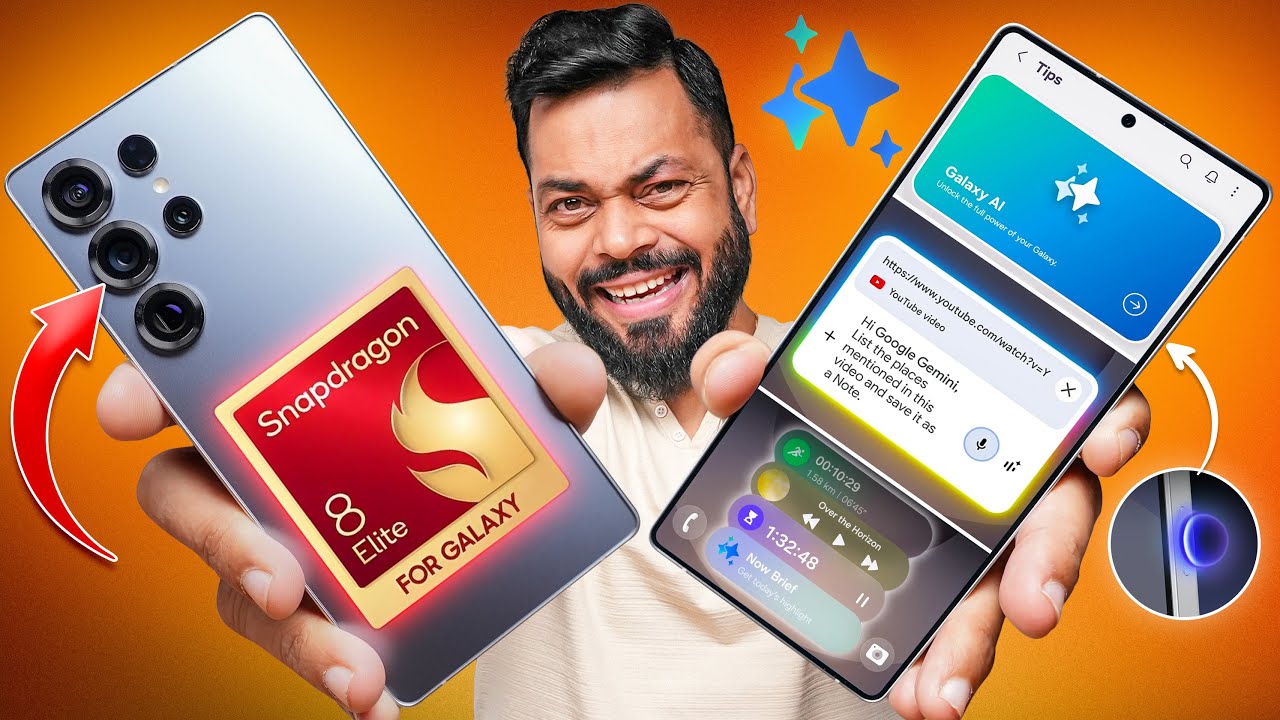 Snapdragon
8
Elite
FOR GALAXY
Tips
Galaxy AI
Unlock the full power of your Galaxy.
https://www.youtube.com/watch?v=Y
YouTube video
Hi Google Gemini,
List the places
mentioned in this
video and save it as
a Note.
00:10:29
1.58 km | 06'45"
Over the Horizon
1:32:48
Now Brief
Get today's highlight